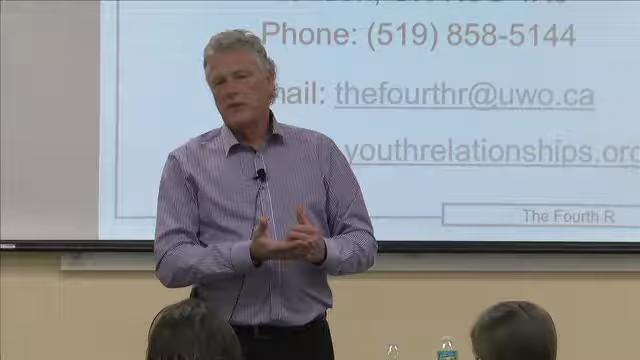 Phone: (519) 858-5144
mail: thefourthr@uwo.ca
youthrelationships.org
The Fourth R